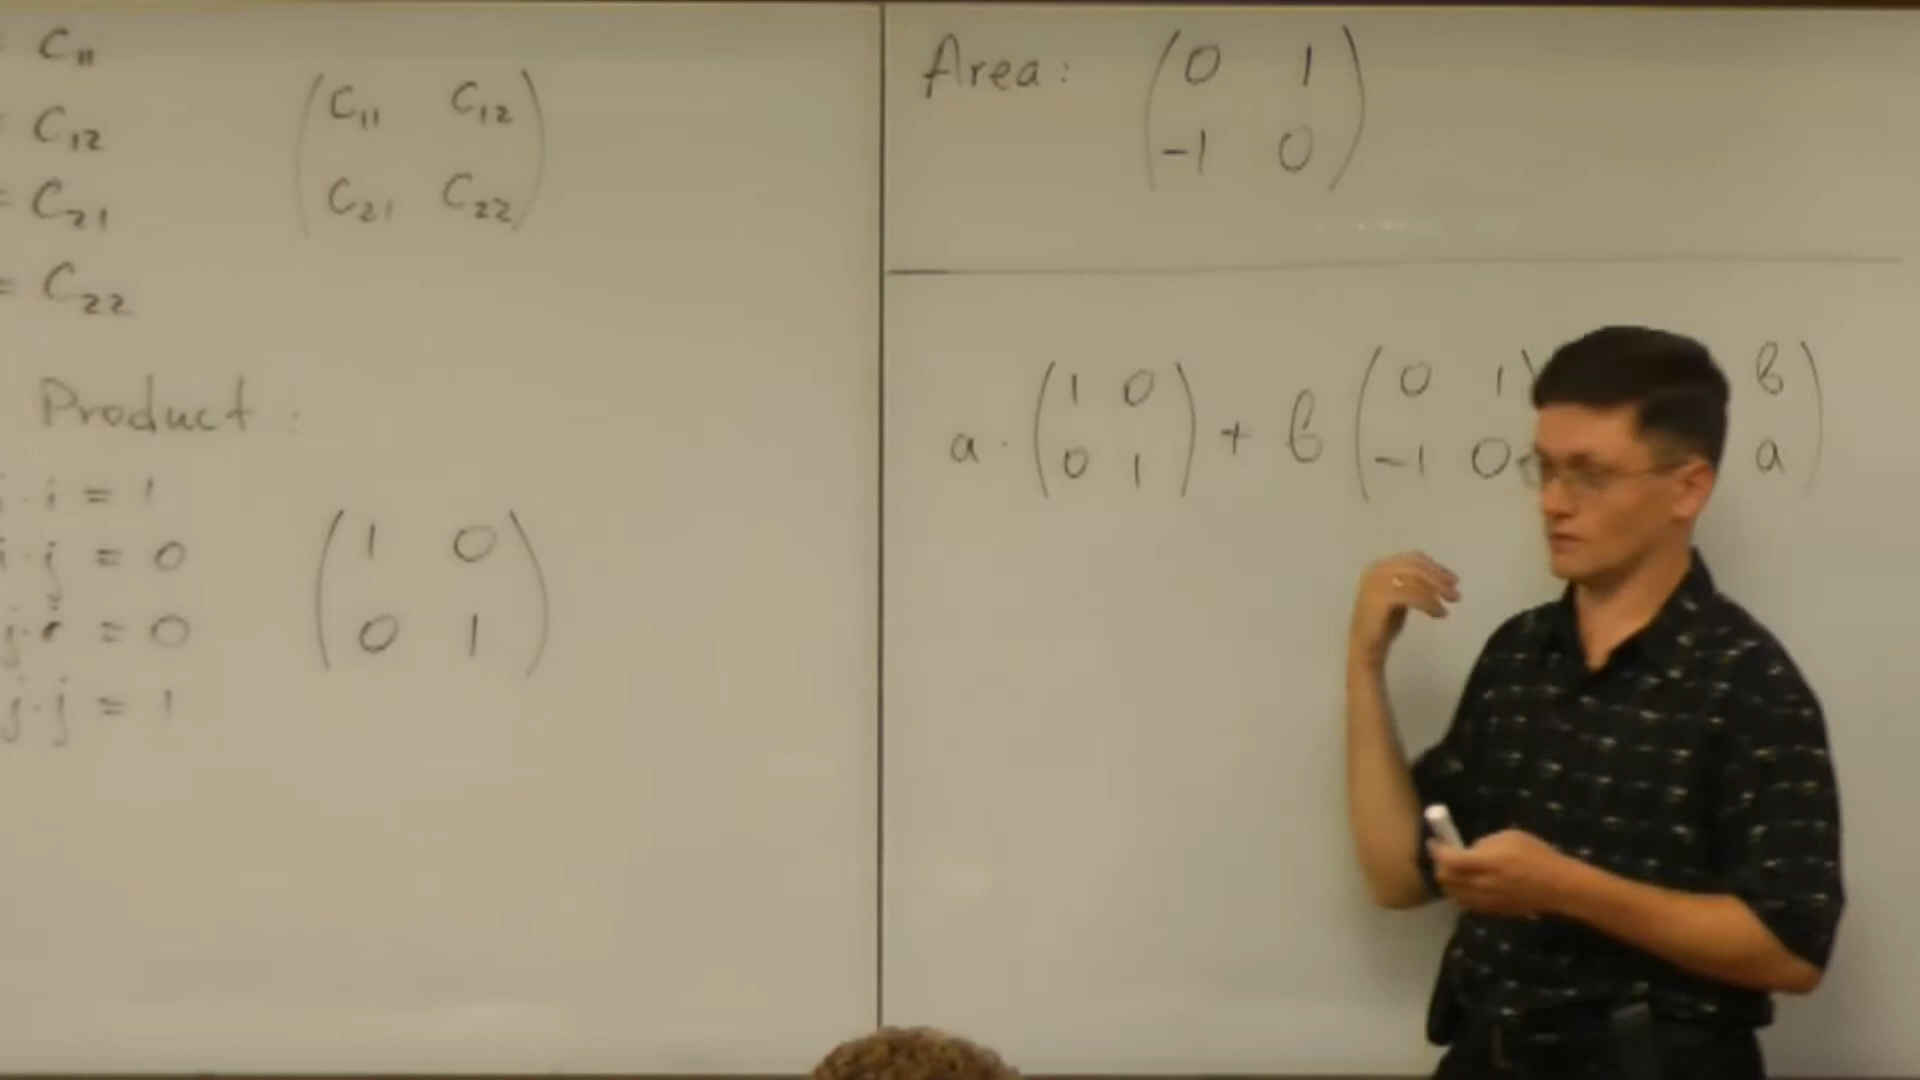 = C₁₁
= C₁₂
= C₂₁
= C₂₂
( C₁₁ C₁₂
C₂₁ C₂₂ )
Product :
i · i = 1
i · j = 0
j · i = 0
j · j = 1
( 1 0
0 1 )
Area : ( 0 1
-1 0 )
a · ( 1 0 ) + b ( 0 1 b )
0 1 -1 0 a